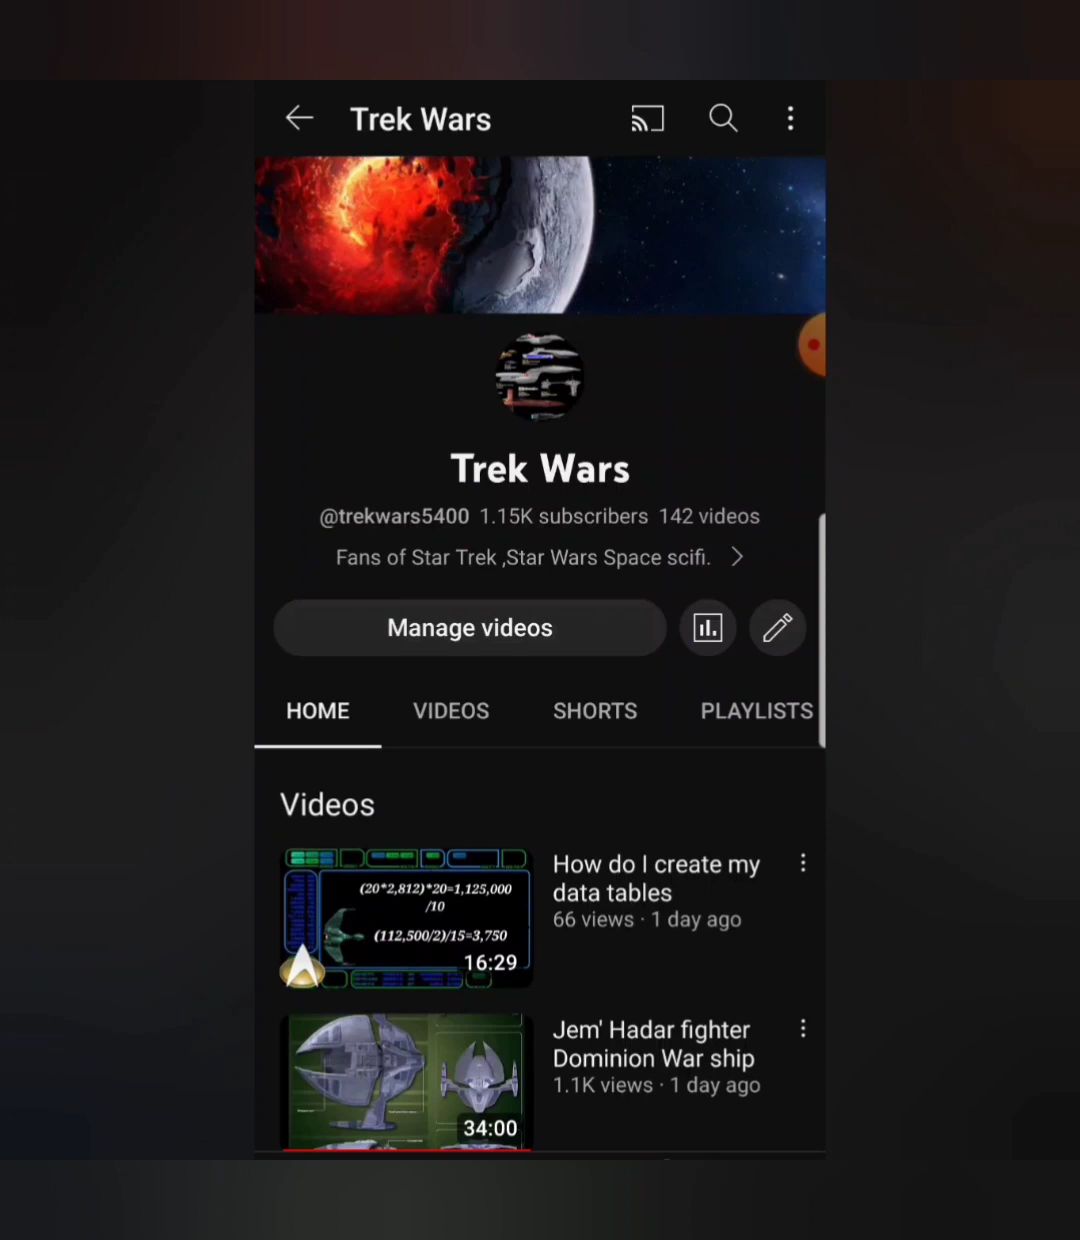 Trek Wars
Trek Wars
@trekwars5400 1.15K subscribers 142 videos
Fans of Star Trek ,Star Wars Space scifi.
Manage videos
HOME VIDEOS SHORTS PLAYLISTS
Videos
(20*2,812)*20=1,125,000
/10
(112,500/2)/15=3,750
16:29
How do I create my
data tables
66 views · 1 day ago
34:00
Jem' Hadar fighter
Dominion War ship
1.1K views · 1 day ago